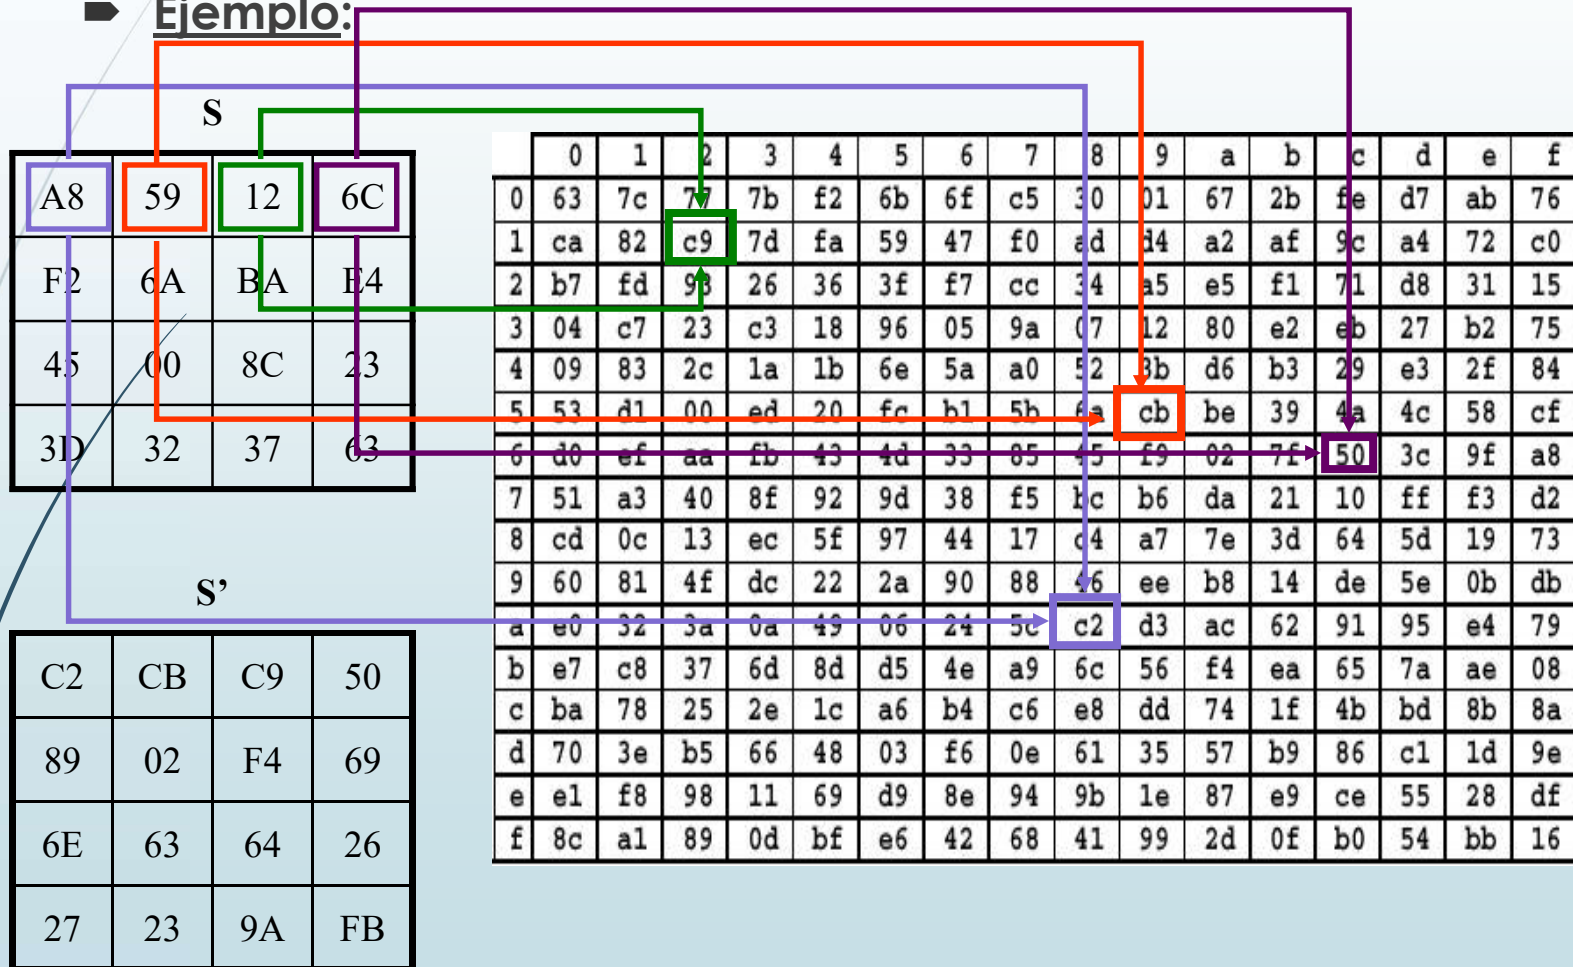 Ejemplo:
S
A8 59 12 6C
F2 6A BA E4
45 00 8C 23
3D 32 37 63
S’
C2 CB C9 50
89 02 F4 69
6E 63 64 26
27 23 9A FB
0 1 2 3 4 5 6 7 8 9 a b c d e f
0 63 7c 77 7b f2 6b 6f c5 30 01 67 2b fe d7 ab 76
1 ca 82 c9 7d fa 59 47 f0 ad d4 a2 af 9c a4 72 c0
2 b7 fd 93 26 36 3f f7 cc 34 a5 e5 f1 71 d8 31 15
3 04 c7 23 c3 18 96 05 9a 07 12 80 e2 eb 27 b2 75
4 09 83 2c 1a 1b 6e 5a a0 52 3b d6 b3 29 e3 2f 84
5 53 d1 00 ed 20 fc b1 5b 6a cb be 39 4a 4c 58 cf
6 d0 ef aa fb 43 4d 33 85 45 f9 02 7f 50 3c 9f a8
7 51 a3 40 8f 92 9d 38 f5 bc b6 da 21 10 ff f3 d2
8 cd 0c 13 ec 5f 97 44 17 c4 a7 7e 3d 64 5d 19 73
9 60 81 4f dc 22 2a 90 88 46 ee b8 14 de 5e 0b db
a e0 32 3a 0a 49 06 24 5c c2 d3 ac 62 91 95 e4 79
b e7 c8 37 6d 8d d5 4e a9 6c 56 f4 ea 65 7a ae 08
c ba 78 25 2e 1c a6 b4 c6 e8 dd 74 1f 4b bd 8b 8a
d 70 3e b5 66 48 03 f6 0e 61 35 57 b9 86 c1 1d 9e
e e1 f8 98 11 69 d9 8e 94 9b 1e 87 e9 ce 55 28 df
f 8c a1 89 0d bf e6 42 68 41 99 2d 0f b0 54 bb 16